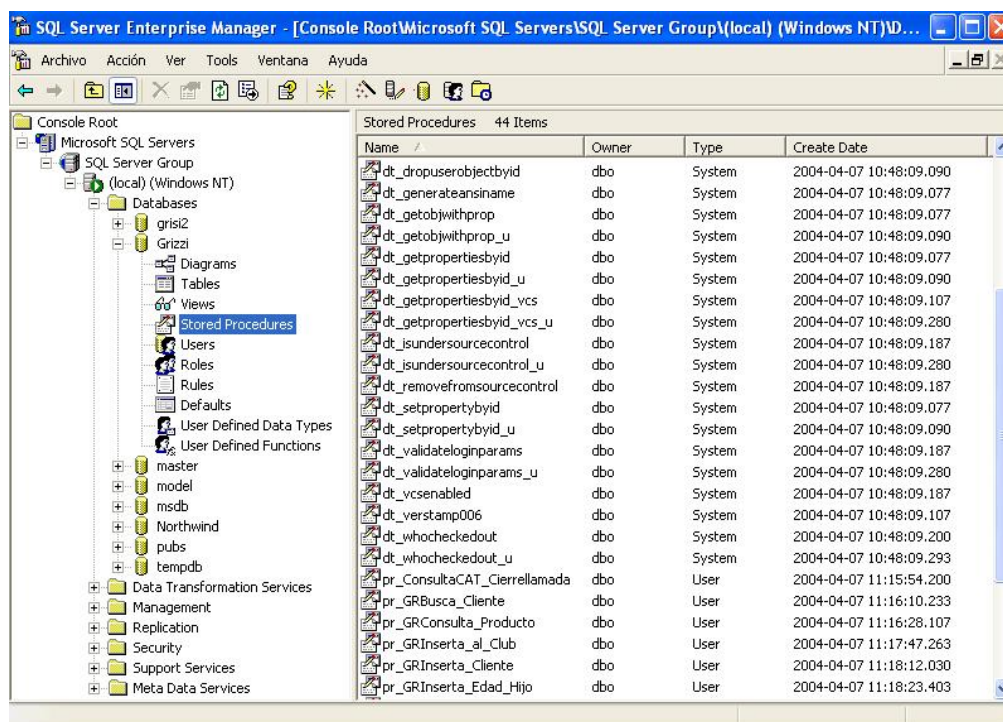 SQL Server Enterprise Manager - [Console Root\Microsoft SQL Servers\SQL Server Group\(local) (Windows NT)\D...
Archivo Acción Ver Tools Ventana Ayuda
Console Root
Microsoft SQL Servers
SQL Server Group
(local) (Windows NT)
Databases
grisi2
Grizzi
Diagrams
Tables
Views
Stored Procedures
Users
Roles
Rules
Defaults
User Defined Data Types
User Defined Functions
master
model
msdb
Northwind
pubs
tempdb
Data Transformation Services
Management
Replication
Security
Support Services
Meta Data Services
Stored Procedures 44 Items
Name Owner Type Create Date
dt_dropuserobjectbyid dbo System 2004-04-07 10:48:09.090
dt_generateansiname dbo System 2004-04-07 10:48:09.077
dt_getobjwithprop dbo System 2004-04-07 10:48:09.077
dt_getobjwithprop_u dbo System 2004-04-07 10:48:09.090
dt_getpropertiesbyid dbo System 2004-04-07 10:48:09.077
dt_getpropertiesbyid_u dbo System 2004-04-07 10:48:09.090
dt_getpropertiesbyid_vcs dbo System 2004-04-07 10:48:09.107
dt_getpropertiesbyid_vcs_u dbo System 2004-04-07 10:48:09.280
dt_isundersourcecontrol dbo System 2004-04-07 10:48:09.187
dt_isundersourcecontrol_u dbo System 2004-04-07 10:48:09.280
dt_removefromsourcecontrol dbo System 2004-04-07 10:48:09.187
dt_setpropertybyid dbo System 2004-04-07 10:48:09.077
dt_setpropertybyid_u dbo System 2004-04-07 10:48:09.090
dt_validateloginparams dbo System 2004-04-07 10:48:09.187
dt_validateloginparams_u dbo System 2004-04-07 10:48:09.280
dt_vcsenabled dbo System 2004-04-07 10:48:09.187
dt_verstamp006 dbo System 2004-04-07 10:48:09.107
dt_whocheckedout dbo System 2004-04-07 10:48:09.200
dt_whocheckedout_u dbo System 2004-04-07 10:48:09.293
pr_ConsultaCAT_Cierrellamada dbo User 2004-04-07 11:15:54.200
pr_GRBusca_Cliente dbo User 2004-04-07 11:16:10.233
pr_GRConsulta_Producto dbo User 2004-04-07 11:16:28.107
pr_GRInserta_al_Club dbo User 2004-04-07 11:17:47.263
pr_GRInserta_Cliente dbo User 2004-04-07 11:18:12.030
pr_GRInserta_Edad_Hijo dbo User 2004-04-07 11:18:23.403